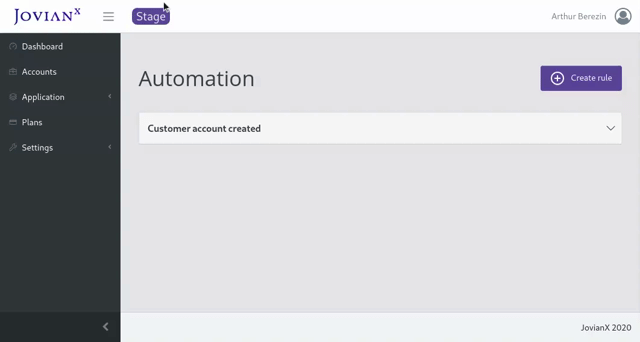 JOVIANX
Stage
Arthur Berezin
Dashboard
Accounts
Application
Plans
Settings
Automation
Create rule
Customer account created
JovianX 2020